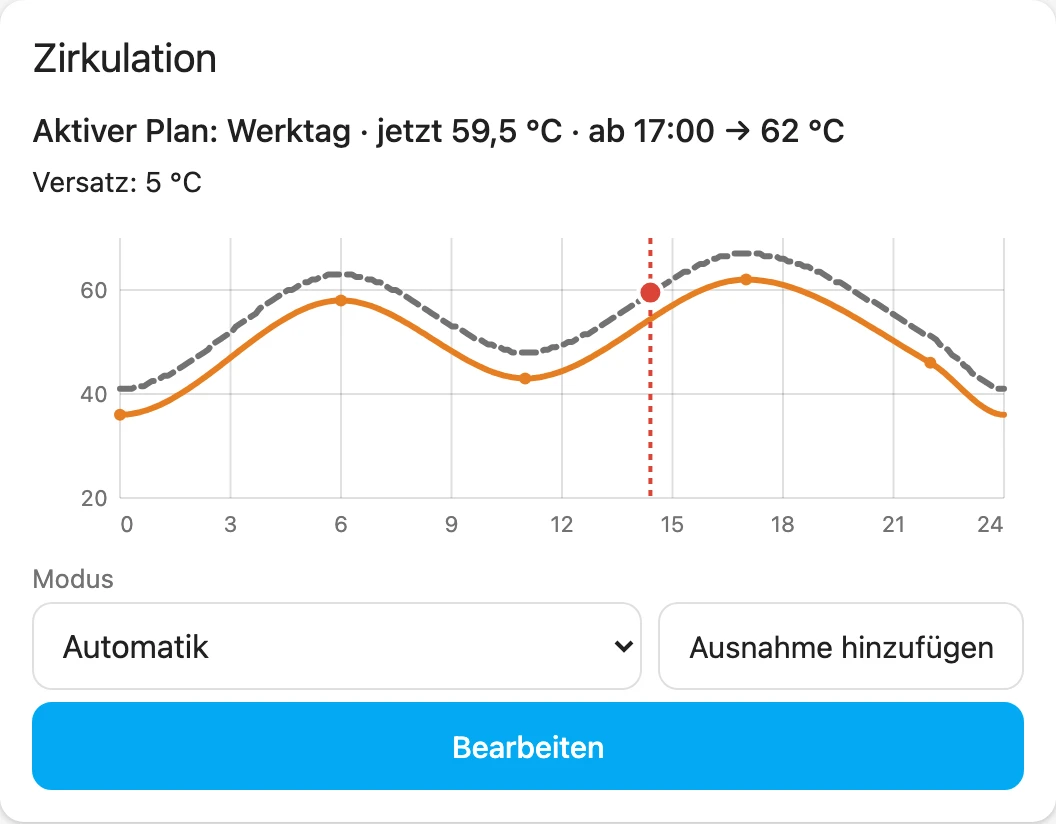 Zirkulation
Aktiver Plan: Werktag · jetzt 59,5 °C · ab 17:00 → 62 °C
Versatz: 5 °C
60
40
20
0 3 6 9 12 15 18 21 24
Modus
Automatik
Ausnahme hinzufügen
Bearbeiten